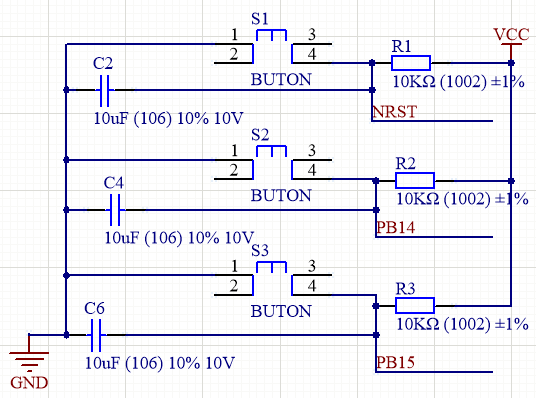 S1
VCC
1 3
2 4
R1
C2
BUTON
10KΩ (1002) ±1%
10uF (106) 10% 10V
NRST
S2
1 3
2 4
R2
C4
BUTON
10KΩ (1002) ±1%
10uF (106) 10% 10V
PB14
S3
1 3
2 4
R3
C6
BUTON
10KΩ (1002) ±1%
10uF (106) 10% 10V
PB15
GND